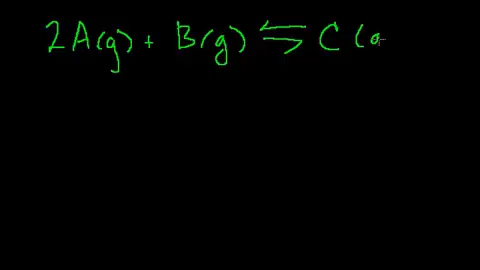 2A(g) + B(g) ⇌ C (